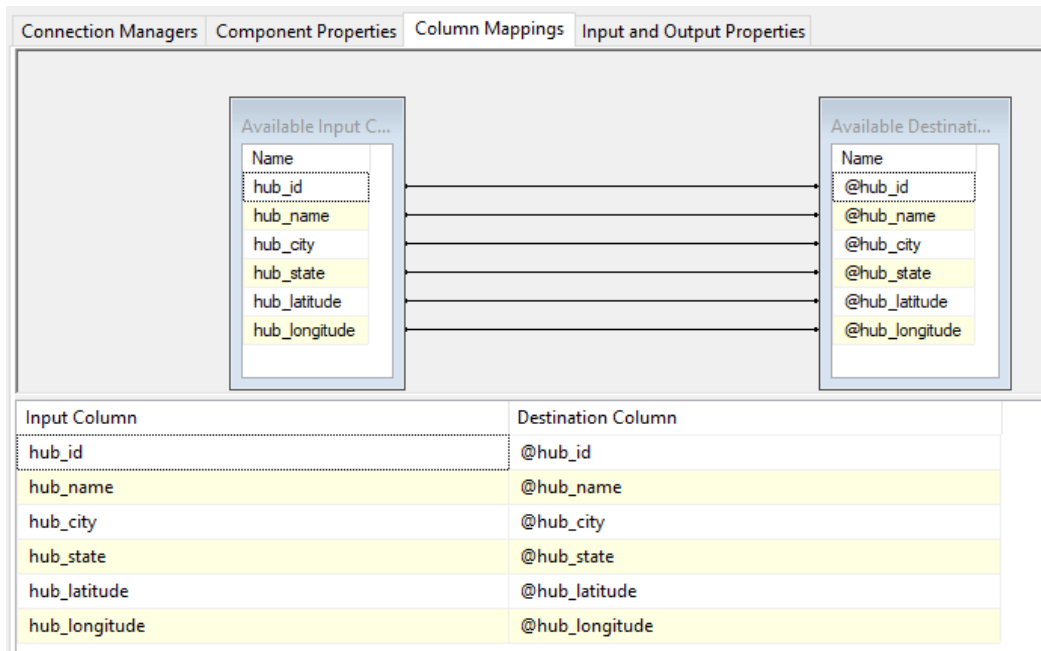 Connection Managers Component Properties Column Mappings Input and Output Properties
Available Input C... Available Destinati...
Name Name
hub_id @hub_id
hub_name @hub_name
hub_city @hub_city
hub_state @hub_state
hub_latitude @hub_latitude
hub_longitude @hub_longitude
Input Column Destination Column
hub_id @hub_id
hub_name @hub_name
hub_city @hub_city
hub_state @hub_state
hub_latitude @hub_latitude
hub_longitude @hub_longitude